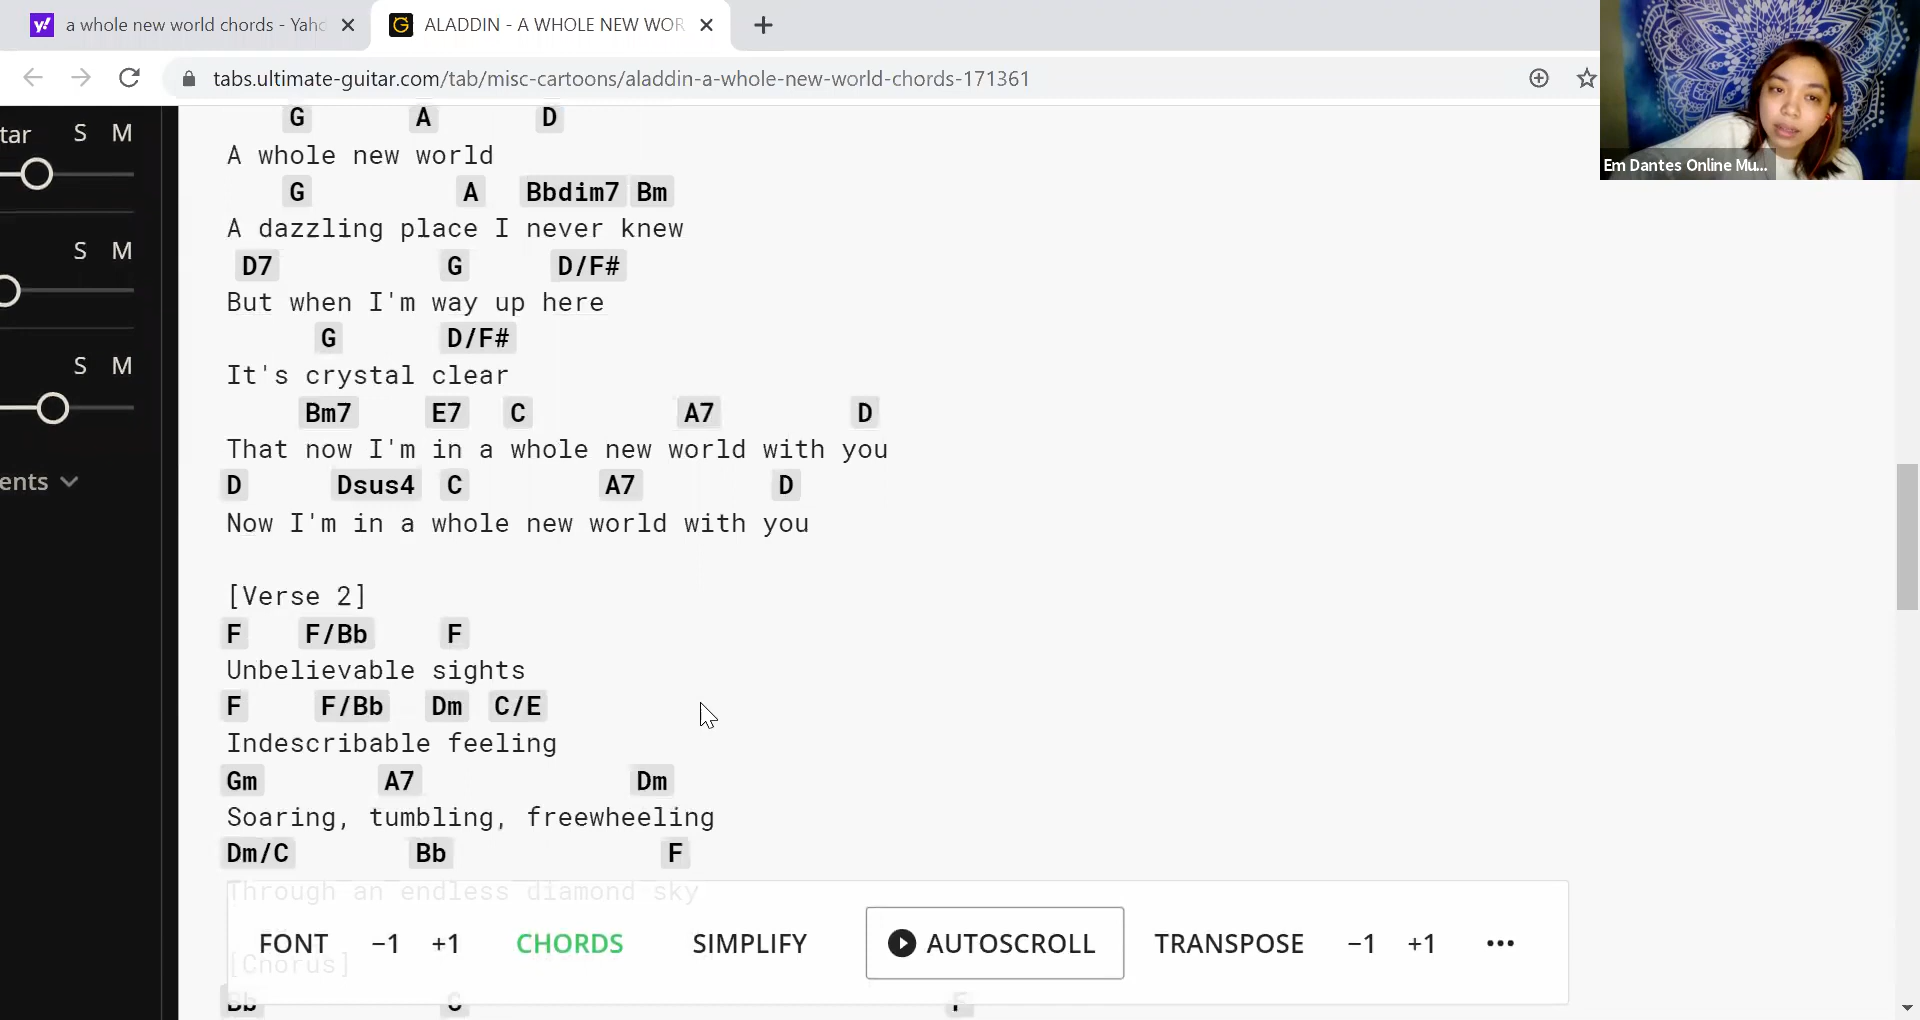 a whole new world chords - Yaho
ALADDIN - A WHOLE NEW WOR
tabs.ultimate-guitar.com/tab/misc-cartoons/aladdin-a-whole-new-world-chords-171361
Em Dantes Online Mu...
tar S M
S M
S M
ents
G A D
A whole new world
G A Bbdim7 Bm
A dazzling place I never knew
D7 G D/F#
But when I'm way up here
G D/F#
It's crystal clear
Bm7 E7 C A7 D
That now I'm in a whole new world with you
D Dsus4 C A7 D
Now I'm in a whole new world with you
[Verse 2]
F F/Bb F
Unbelievable sights
F F/Bb Dm C/E
Indescribable feeling
Gm A7 Dm
Soaring, tumbling, freewheeling
Dm/C Bb F
Through an endless diamond sky
FONT −1 +1 CHORDS SIMPLIFY AUTOSCROLL TRANSPOSE −1 +1
[Chorus]
Bb C F